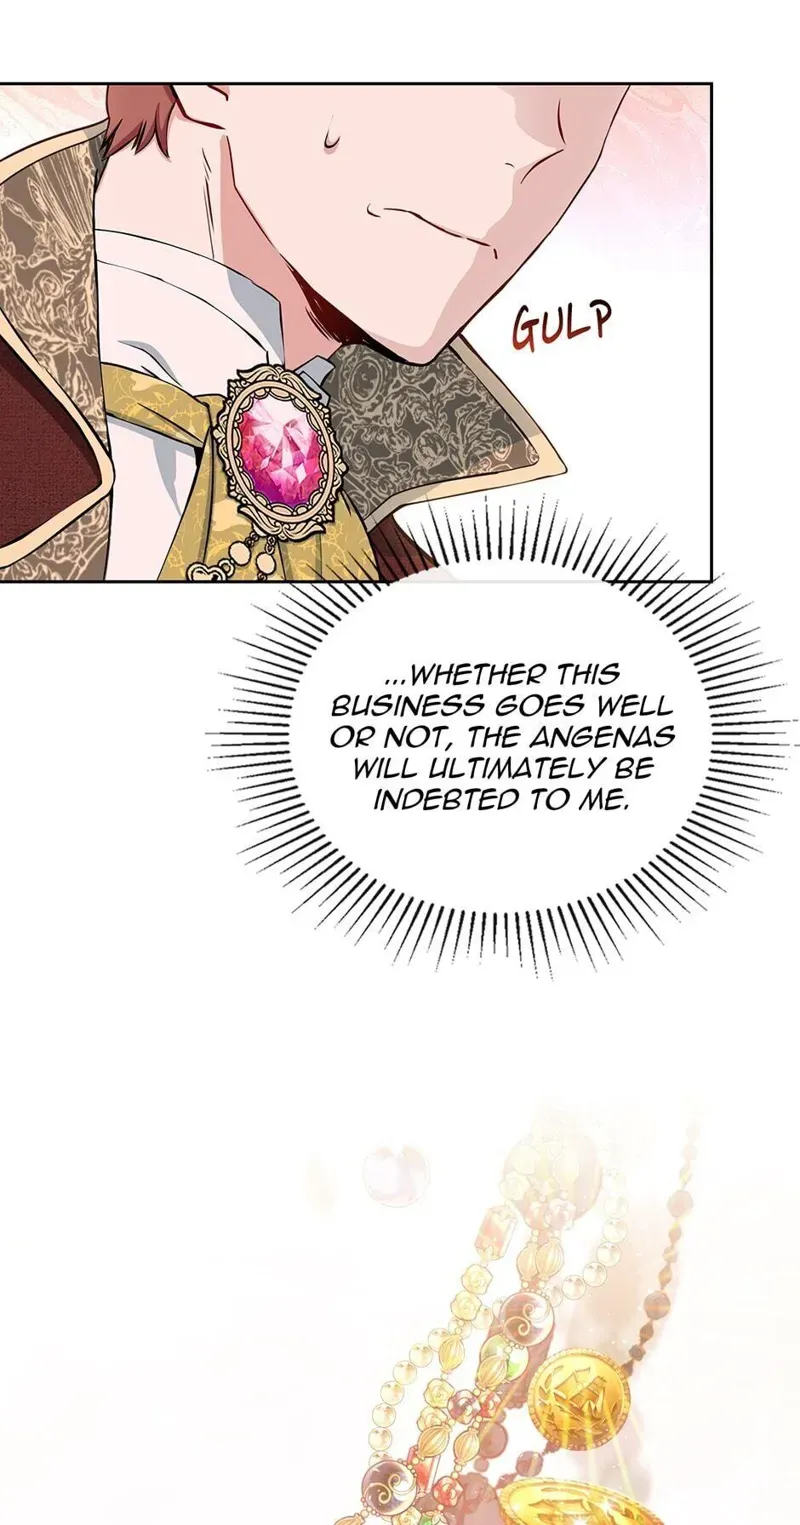 GULP
...WHETHER THIS
BUSINESS GOES WELL
OR NOT, THE ANGENAS
WILL ULTIMATELY BE
INDEBTED TO ME.